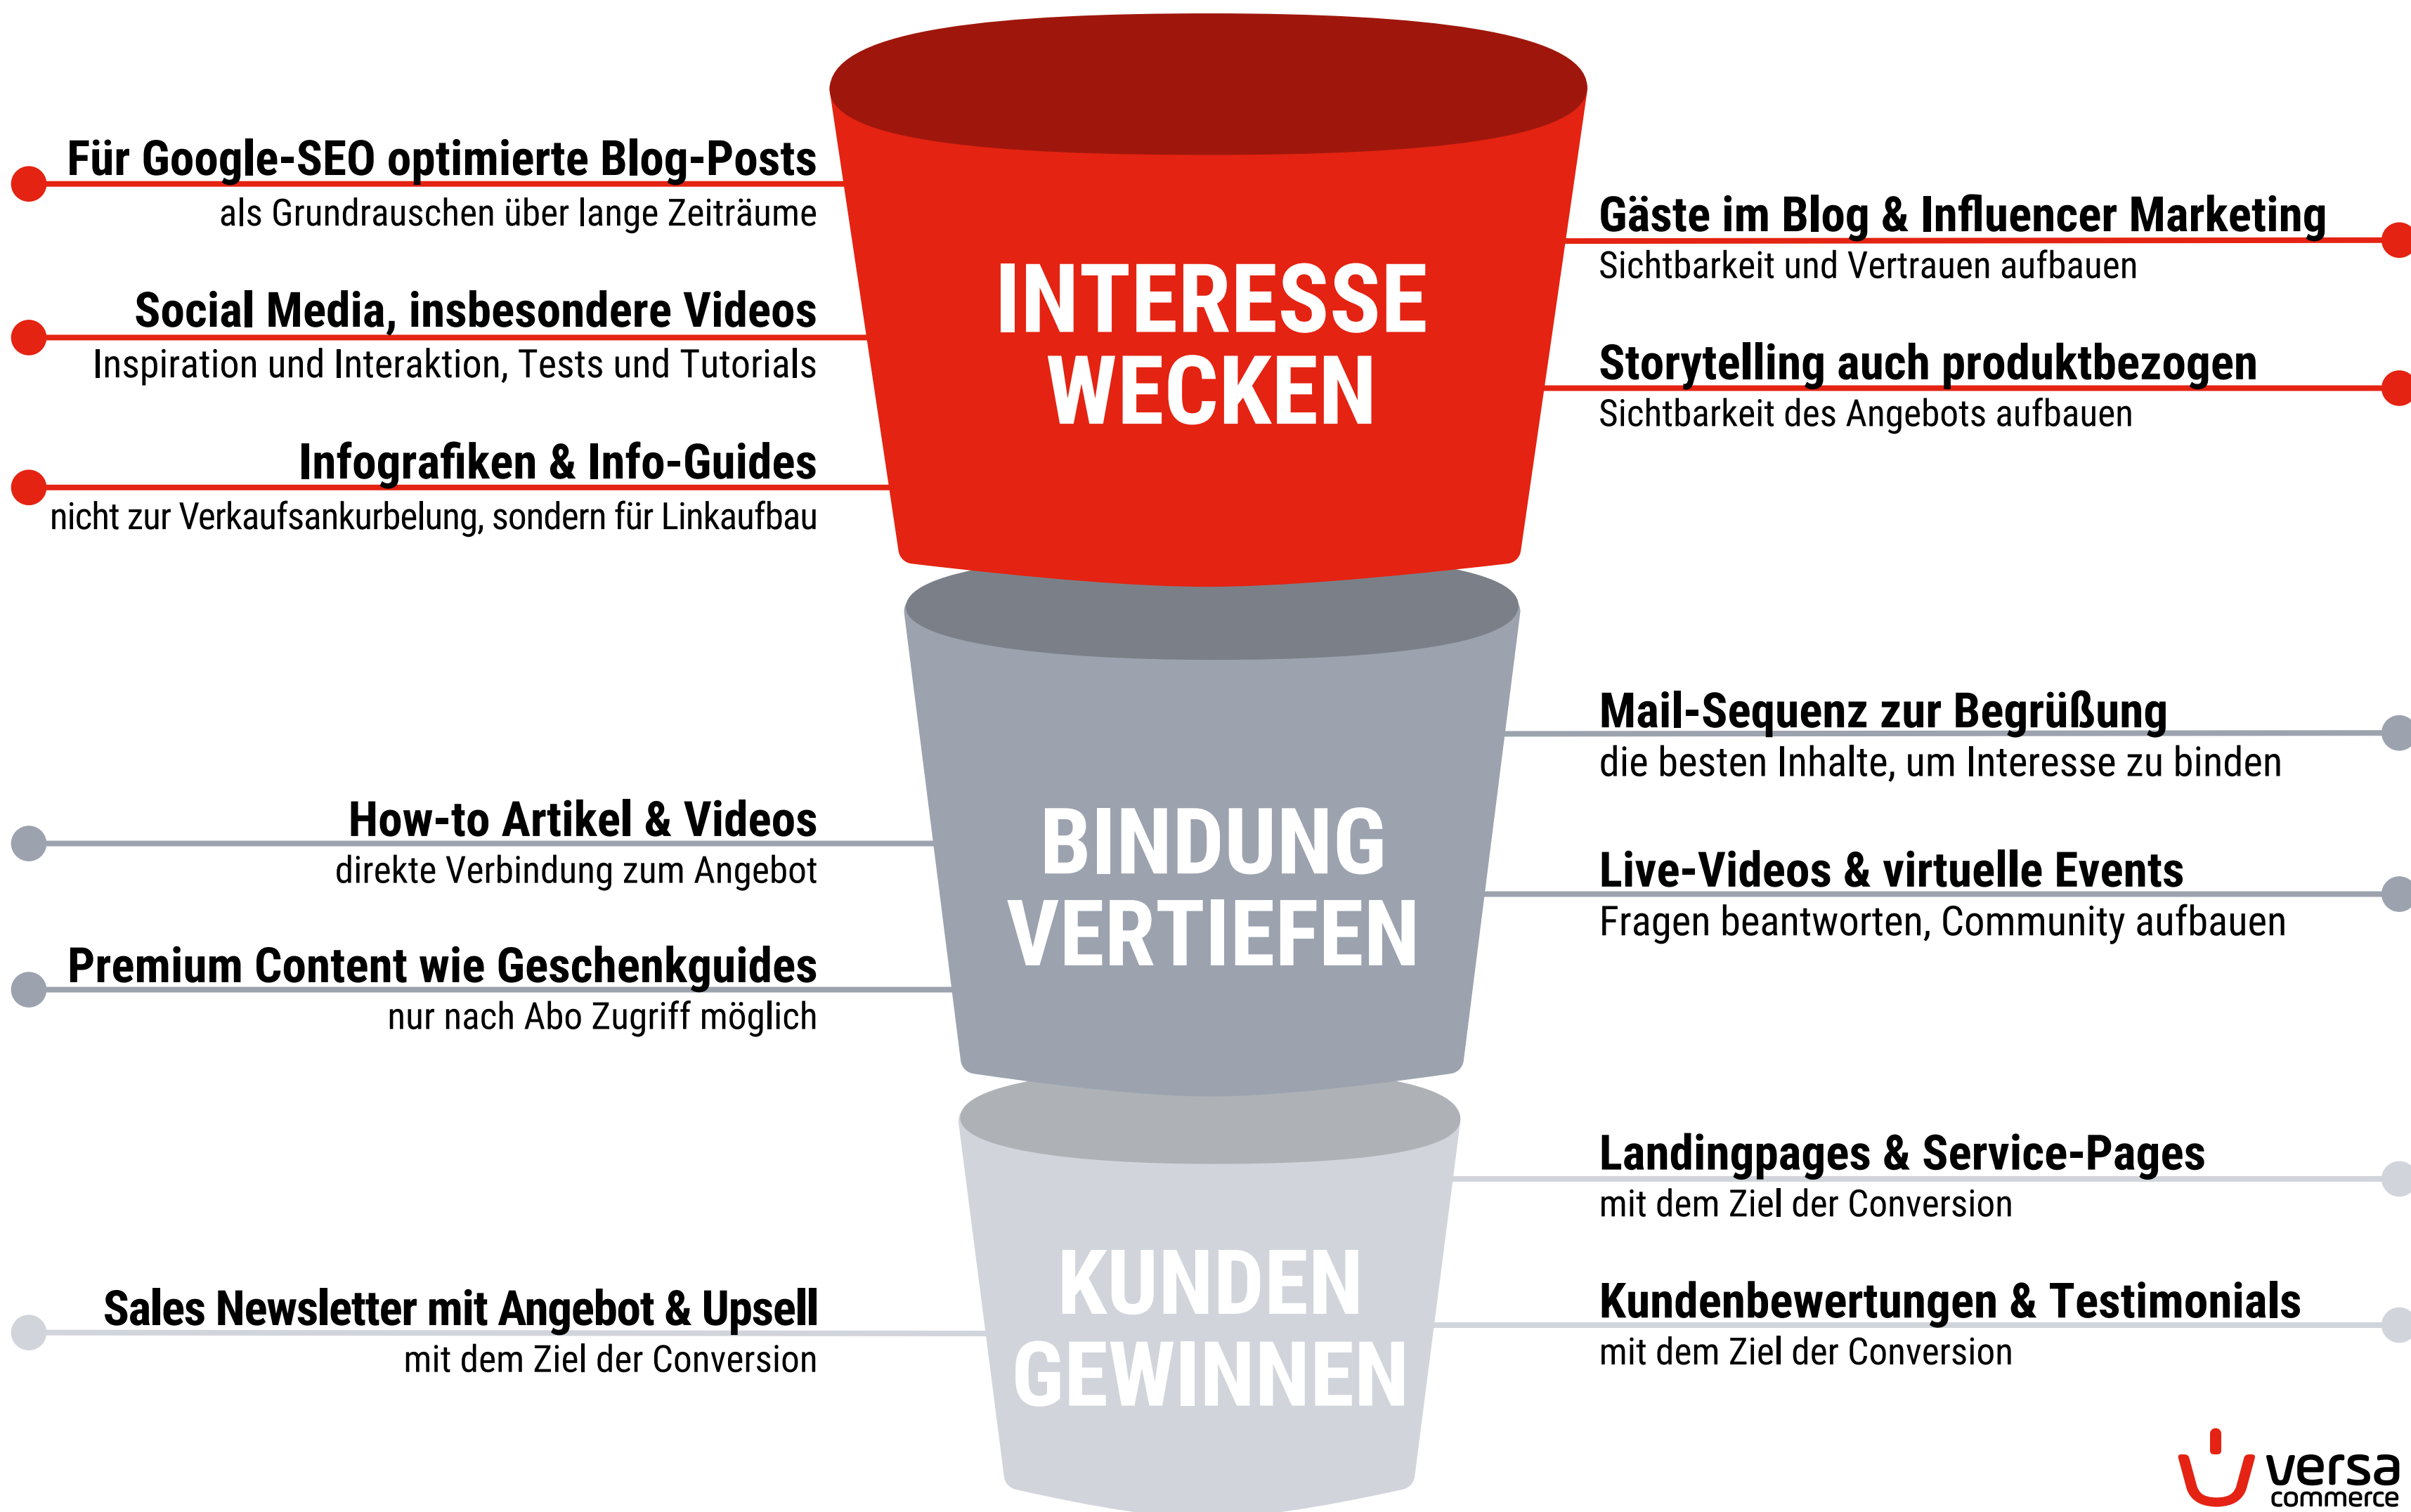 Für Google-SEO optimierte Blog-Posts
als Grundrauschen über lange Zeiträume
Social Media, insbesondere Videos
Inspiration und Interaktion, Tests und Tutorials
Infografiken & Info-Guides
nicht zur Verkaufsankurbelung, sondern für Linkaufbau
INTERESSE
WECKEN
Gäste im Blog & Influencer Marketing
Sichtbarkeit und Vertrauen aufbauen
Storytelling auch produktbezogen
Sichtbarkeit des Angebots aufbauen
How-to Artikel & Videos
direkte Verbindung zum Angebot
Premium Content wie Geschenkguides
nur nach Abo Zugriff möglich
BINDUNG
VERTIEFEN
Mail-Sequenz zur Begrüßung
die besten Inhalte, um Interesse zu binden
Live-Videos & virtuelle Events
Fragen beantworten, Community aufbauen
Sales Newsletter mit Angebot & Upsell
mit dem Ziel der Conversion
KUNDEN
GEWINNEN
Landingpages & Service-Pages
mit dem Ziel der Conversion
Kundenbewertungen & Testimonials
mit dem Ziel der Conversion
versa
commerce